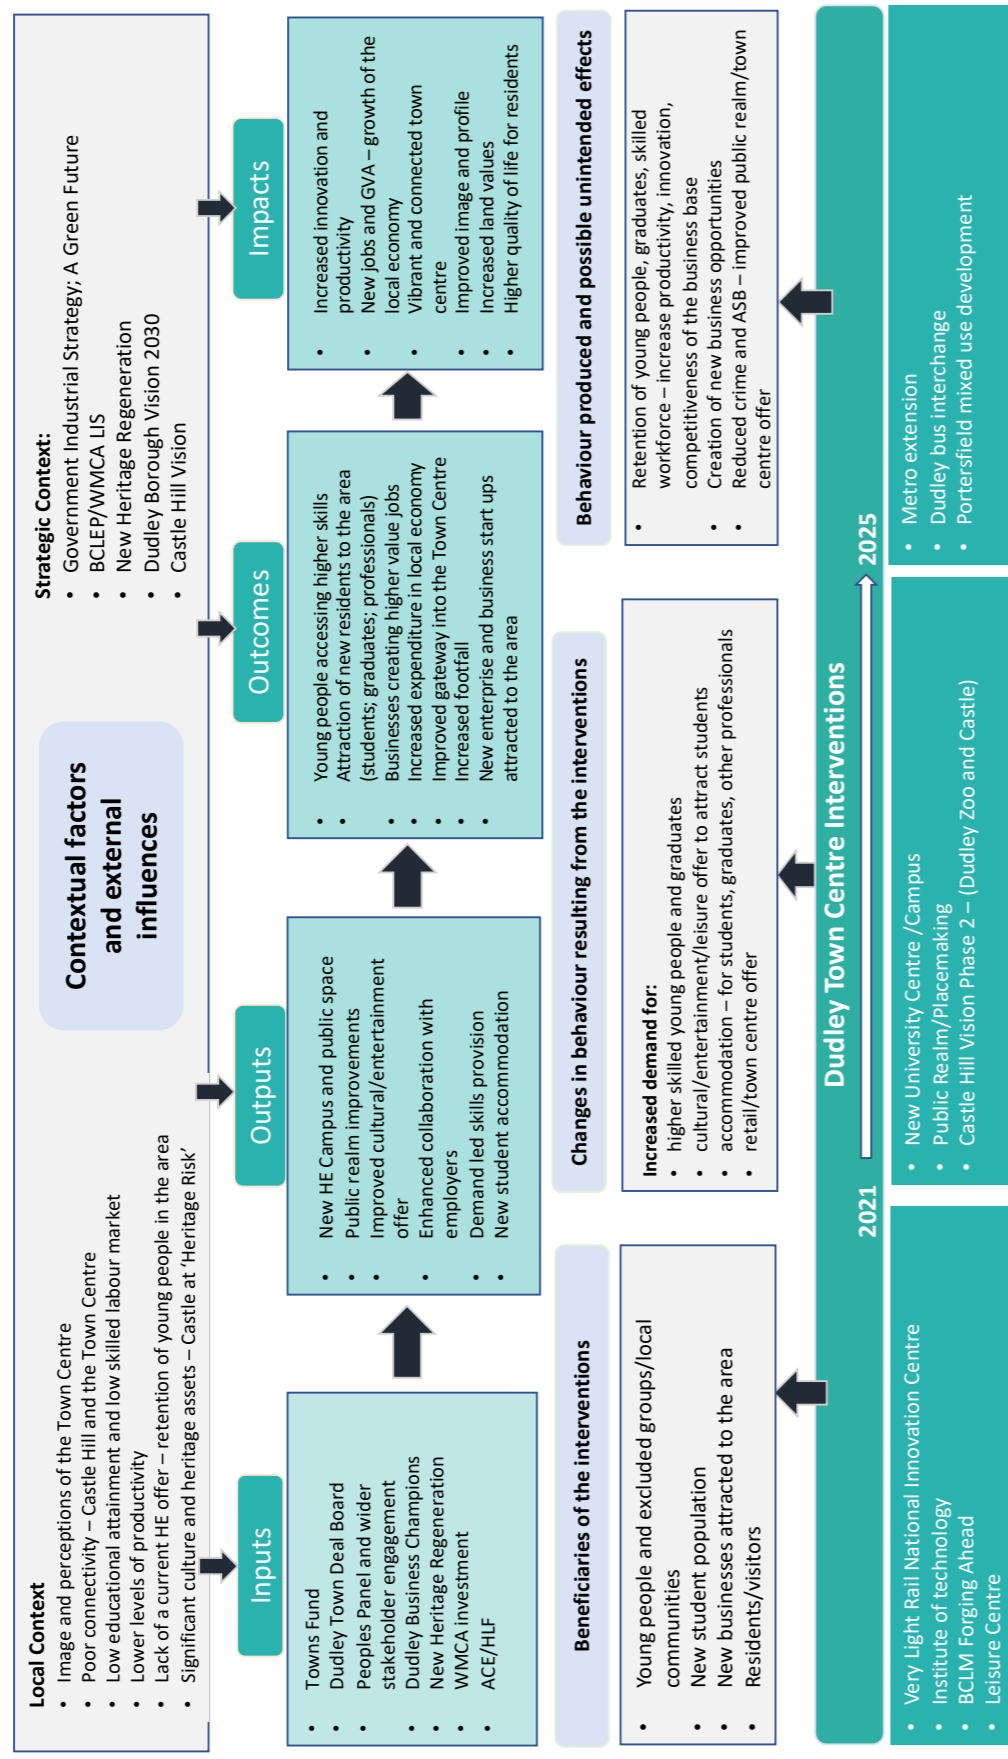 Contextual factors
and external
influences
Local Context
• Image and perceptions of the Town Centre
• Poor connectivity – Castle Hill and the Town Centre
• Low educational attainment and low skilled labour market
• Lower levels of productivity
• Lack of a current HE offer – retention of young people in the area
• Significant culture and heritage assets – Castle at ‘Heritage Risk’
Strategic Context:
• Government Industrial Strategy; A Green Future
• BCLEP/WMCA LIS
• New Heritage Regeneration
• Dudley Borough Vision 2030
• Castle Hill Vision
Inputs
• Towns Fund
• Dudley Town Deal Board
• Peoples Panel and wider
stakeholder engagement
• Dudley Business Champions
• New Heritage Regeneration
• WMCA investment
• ACE/HLF
Outputs
• New HE Campus and public space
• Public realm improvements
• Improved cultural/entertainment
offer
• Enhanced collaboration with
employers
• Demand led skills provision
• New student accommodation
Outcomes
• Young people accessing higher skills
• Attraction of new residents to the area
(students; graduates; professionals)
• Businesses creating higher value jobs
• Increased expenditure in local economy
• Improved gateway into the Town Centre
• Increased footfall
• New enterprise and business start ups
attracted to the area
Impacts
• Increased innovation and
productivity
• New jobs and GVA – growth of the
local economy
• Vibrant and connected town
centre
• Improved image and profile
• Increased land values
• Higher quality of life for residents
Beneficiaries of the interventions
• Young people and excluded groups/local
communities
• New student population
• New businesses attracted to the area
• Residents/visitors
Changes in behaviour resulting from the interventions
Increased demand for:
• higher skilled young people and graduates
• cultural/entertainment/leisure offer to attract students
• accommodation – for students, graduates, other professionals
• retail/town centre offer
Behaviour produced and possible unintended effects
• Retention of young people, graduates, skilled
workforce – increase productivity, innovation,
competitiveness of the business base
• Creation of new business opportunities
• Reduced crime and ASB – improved public realm/town
centre offer
Dudley Town Centre Interventions
2021
2025
• Very Light Rail National Innovation Centre
• Institute of technology
• BCLM Forging Ahead
• Leisure Centre
• New University Centre /Campus
• Public Realm/Placemaking
• Castle Hill Vision Phase 2 – (Dudley Zoo and Castle)
• Metro extension
• Dudley bus interchange
• Portersfield mixed use development